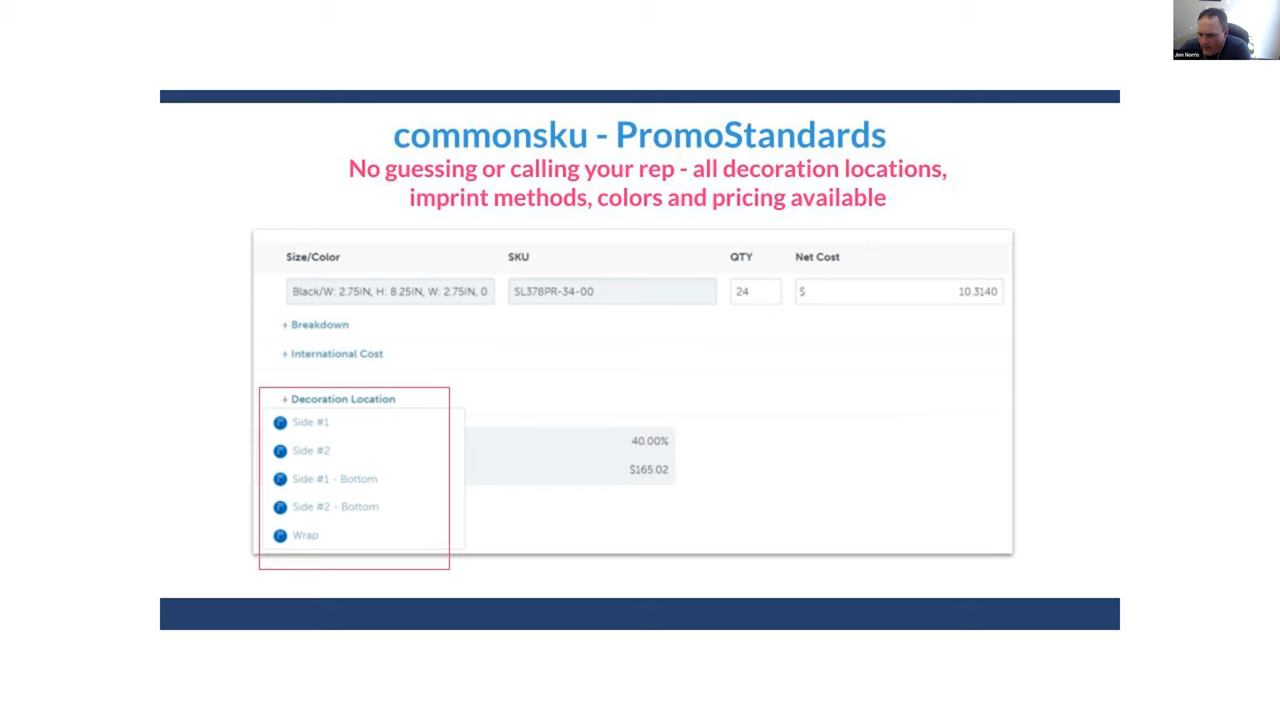 Jon Norris
commonsku - PromoStandards
No guessing or calling your rep - all decoration locations,
imprint methods, colors and pricing available
Size/Color SKU QTY Net Cost
Black/W: 2.75IN, H: 8.25IN, W: 2.75IN, 0 SL378PR-34-00 24 $ 10.3140
+ Breakdown
+ International Cost
+ Decoration Location
Side #1
40.00%
Side #2
$165.02
Side #1 - Bottom
Side #2 - Bottom
Wrap